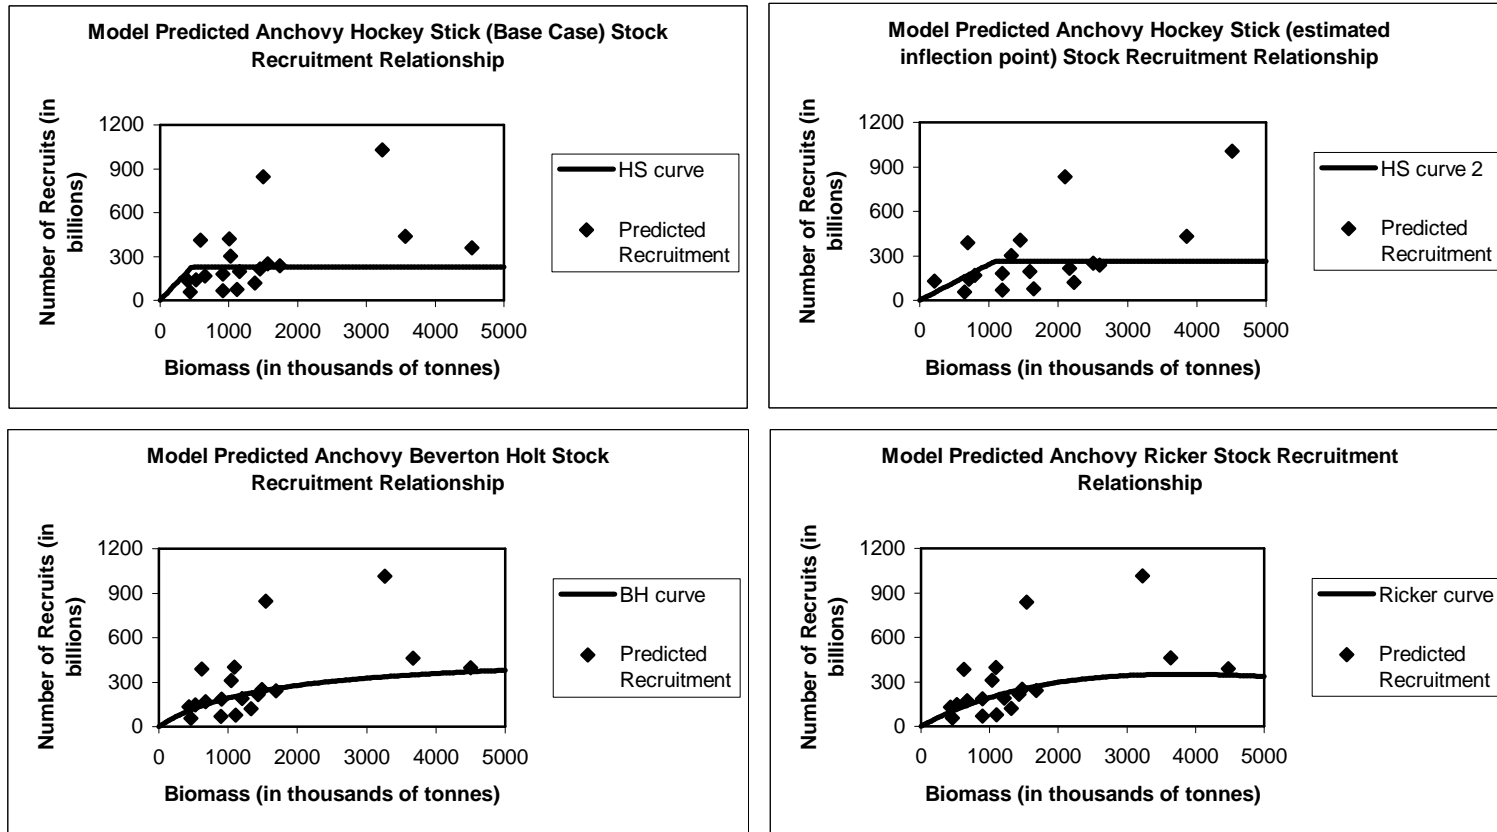 Model Predicted Anchovy Hockey Stick (Base Case) Stock
Recruitment Relationship
Number of Recruits (in
billions)
1200
900
600
300
0
0 1000 2000 3000 4000 5000
Biomass (in thousands of tonnes)
HS curve
Predicted
Recruitment
Model Predicted Anchovy Hockey Stick (estimated
inflection point) Stock Recruitment Relationship
Number of Recruits (in
billions)
1200
900
600
300
0
0 1000 2000 3000 4000 5000
Biomass (in thousands of tonnes)
HS curve 2
Predicted
Recruitment
Model Predicted Anchovy Beverton Holt Stock
Recruitment Relationship
Number of Recruits (in
billions)
1200
900
600
300
0
0 1000 2000 3000 4000 5000
Biomass (in thousands of tonnes)
BH curve
Predicted
Recruitment
Model Predicted Anchovy Ricker Stock Recruitment
Relationship
Number of Recruits (in
billions)
1200
900
600
300
0
0 1000 2000 3000 4000 5000
Biomass (in thousands of tonnes)
Ricker curve
Predicted
Recruitment